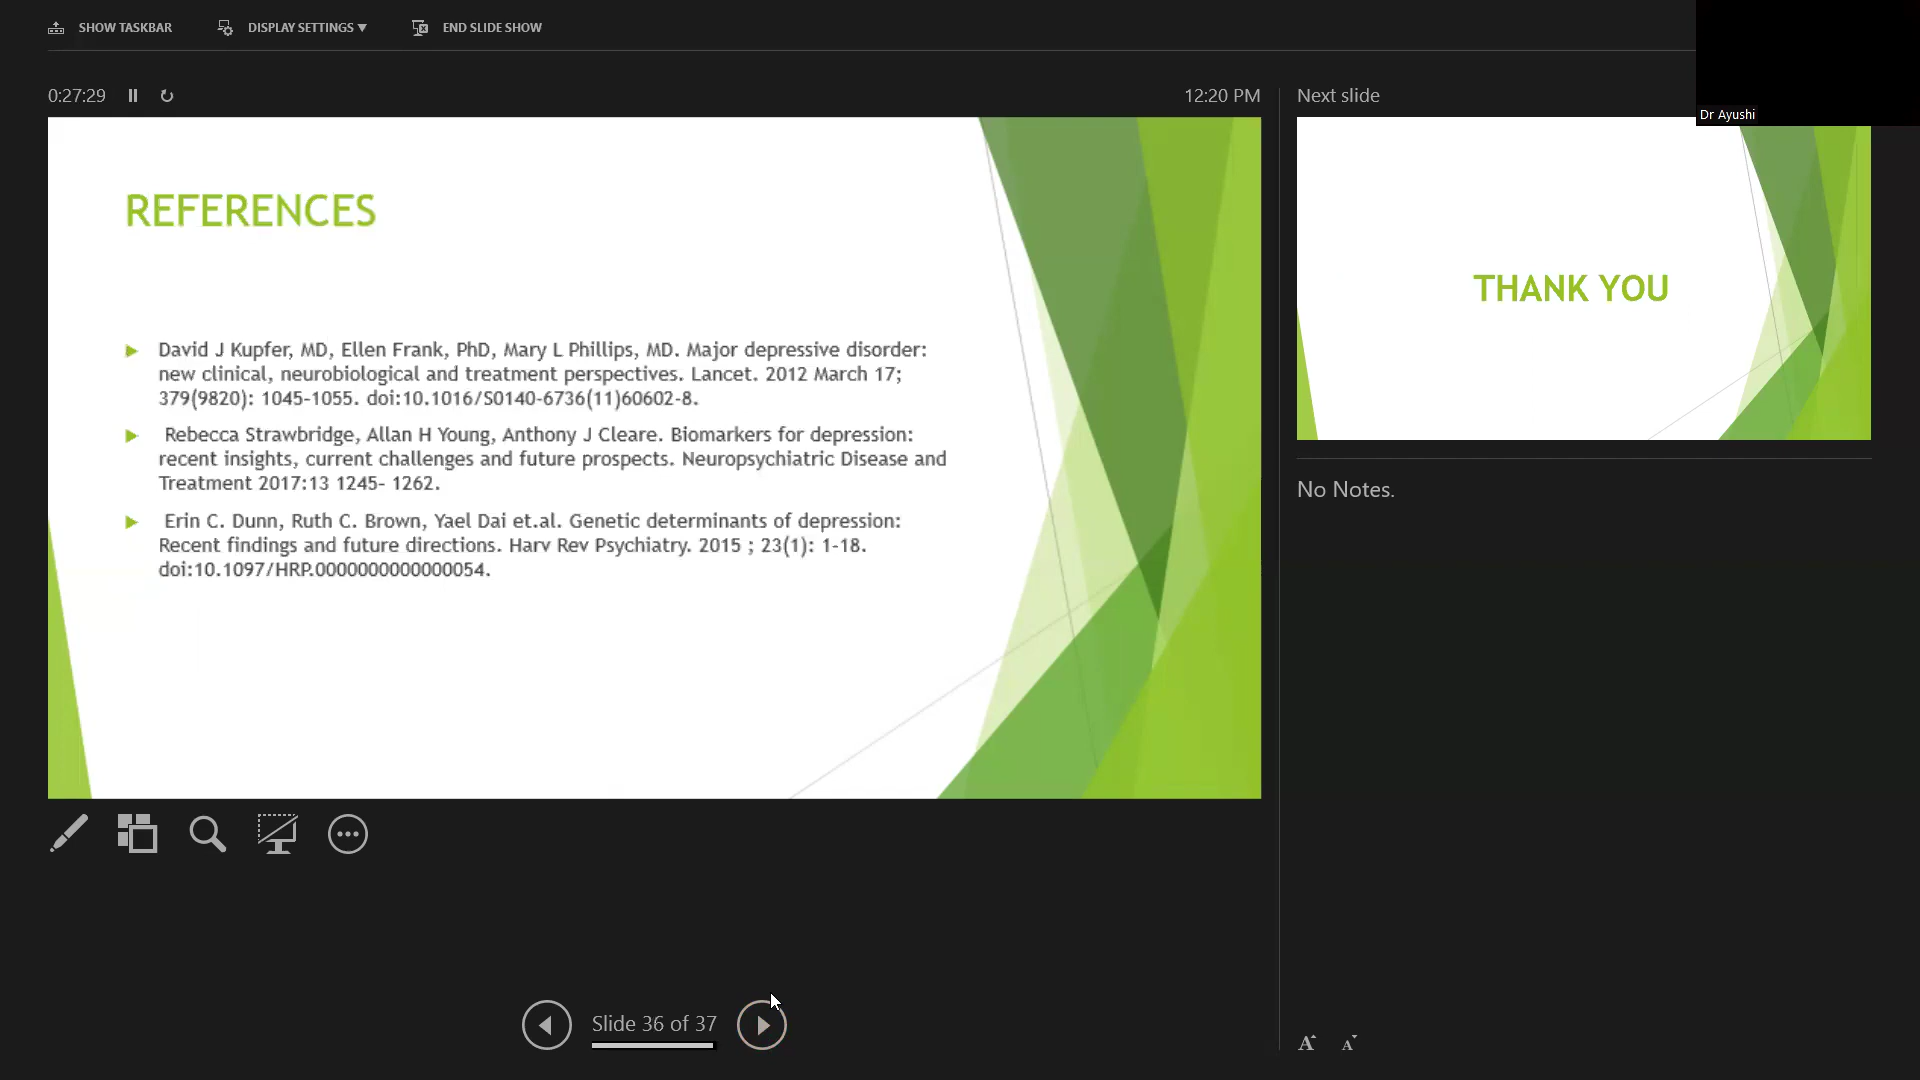 SHOW TASKBAR
DISPLAY SETTINGS
END SLIDE SHOW
Dr Ayushi
0:27:29
12:20 PM
Next slide
REFERENCES
David J Kupfer, MD, Ellen Frank, PhD, Mary L Phillips, MD. Major depressive disorder:
new clinical, neurobiological and treatment perspectives. Lancet. 2012 March 17;
379(9820): 1045-1055. doi:10.1016/S0140-6736(11)60602-8.
Rebecca Strawbridge, Allan H Young, Anthony J Cleare. Biomarkers for depression:
recent insights, current challenges and future prospects. Neuropsychiatric Disease and
Treatment 2017:13 1245- 1262.
Erin C. Dunn, Ruth C. Brown, Yael Dai et.al. Genetic determinants of depression:
Recent findings and future directions. Harv Rev Psychiatry. 2015 ; 23(1): 1-18.
doi:10.1097/HRP.0000000000000054.
THANK YOU
No Notes.
Slide 36 of 37
A A